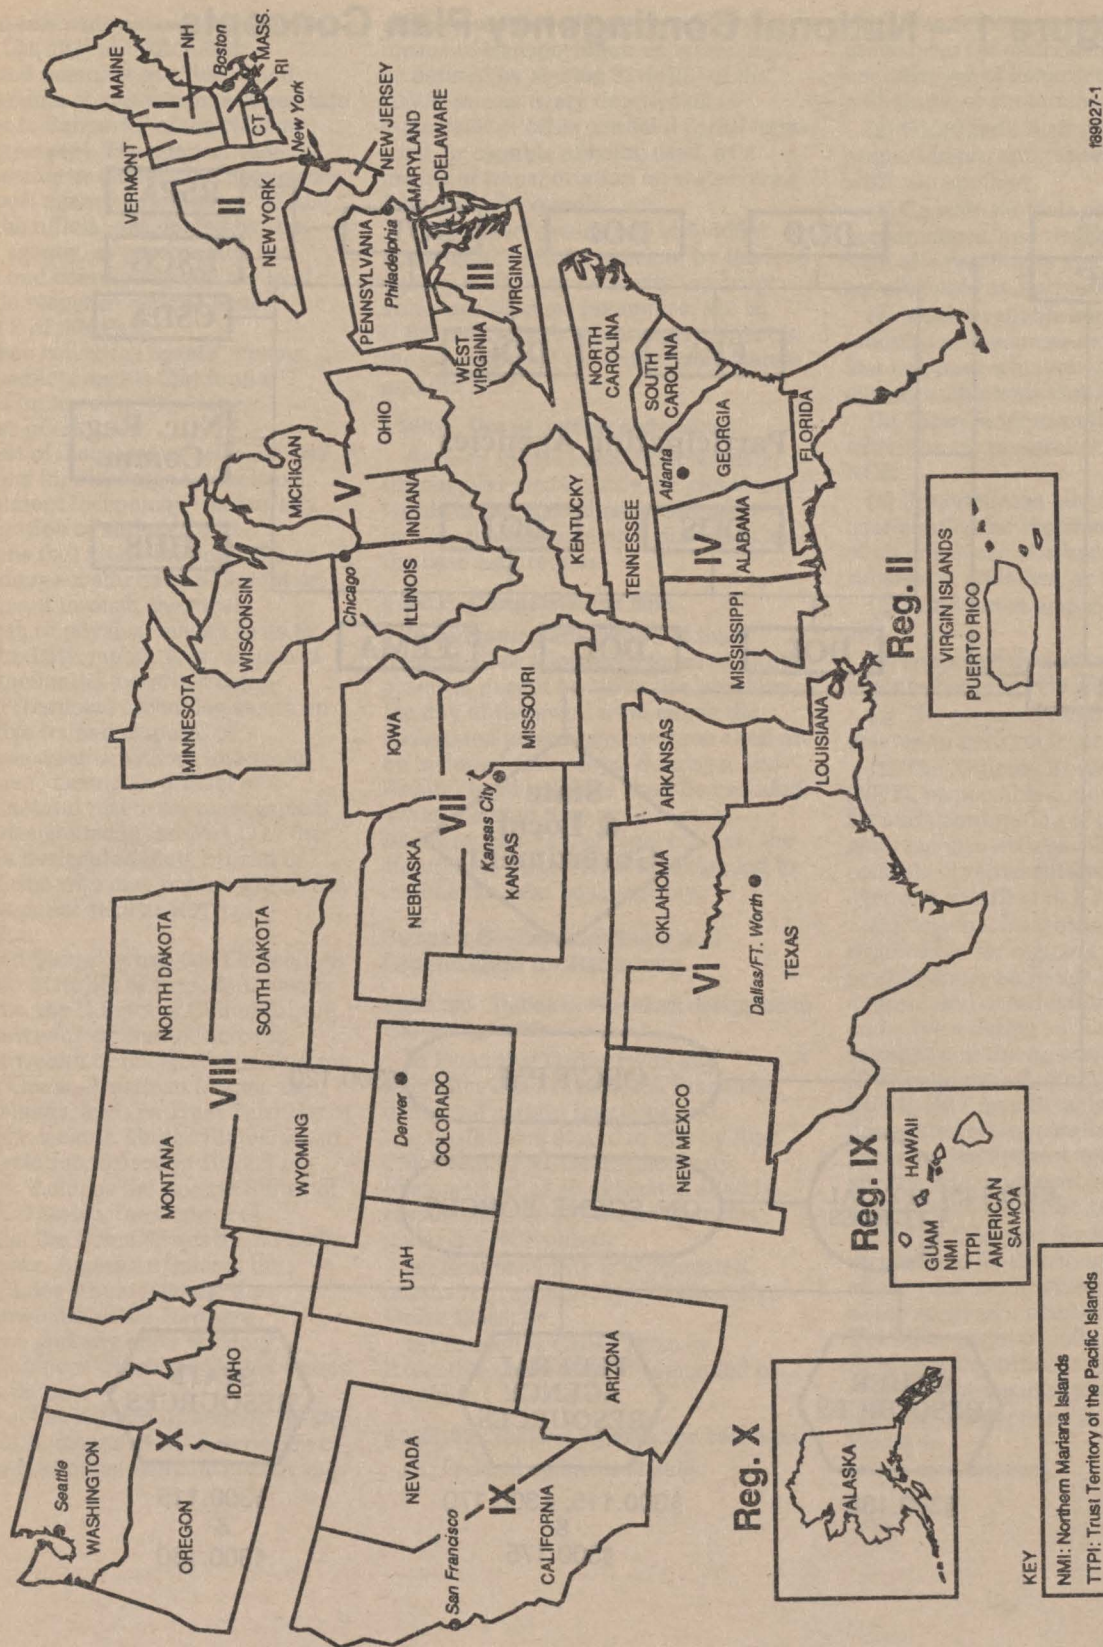 WASHINGTON
Seattle
OREGON
X
IDAHO
MONTANA
NORTH DAKOTA
VIII
SOUTH DAKOTA
WYOMING
UTAH
Denver
COLORADO
NEVADA
San Francisco
IX
CALIFORNIA
ARIZONA
MINNESOTA
WISCONSIN
MICHIGAN
V
Chicago
ILLINOIS
INDIANA
OHIO
NEBRASKA
IOWA
VII
Kansas City
KANSAS
MISSOURI
NEW MEXICO
OKLAHOMA
ARKANSAS
VI
Dallas/FT. Worth
TEXAS
LOUISIANA
KENTUCKY
TENNESSEE
NORTH
CAROLINA
SOUTH
CAROLINA
Atlanta
IV
MISSISSIPPI
ALABAMA
GEORGIA
FLORIDA
MAINE
VERMONT
I
NH
Boston
MASS.
RI
CT
II
NEW YORK
New York
NEW JERSEY
PENNSYLVANIA
Philadelphia
MARYLAND
DELAWARE
WEST
VIRGINIA
III
VIRGINIA
Reg. X
ALASKA
Reg. IX
GUAM
HAWAII
NMI
TTPI
AMERICAN
SAMOA
Reg. II
VIRGIN ISLANDS
PUERTO RICO
KEY
NMI: Northern Mariana Islands
TTPI: Trust Territory of the Pacific Islands
189027-1